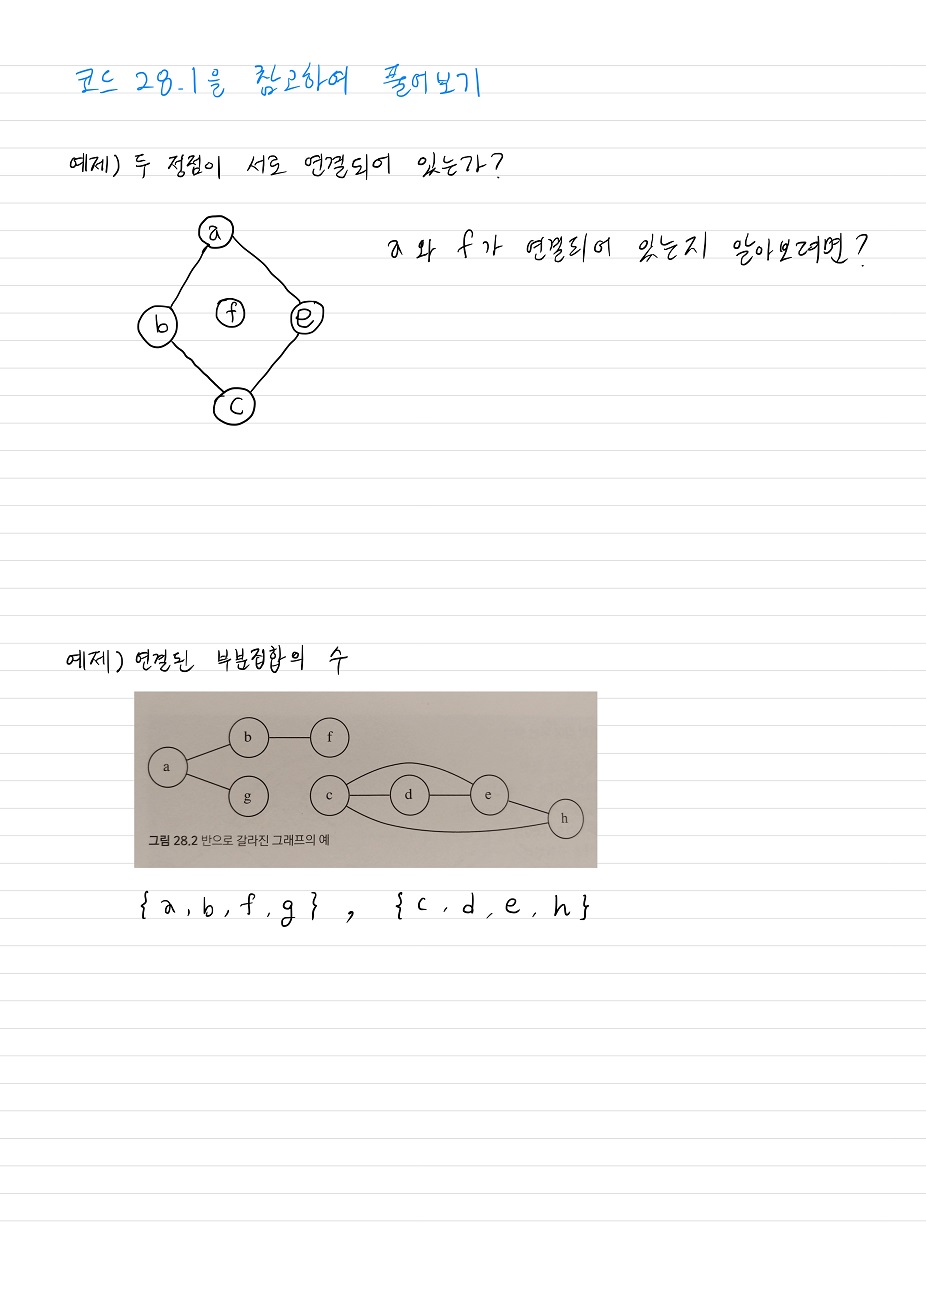 코드 28.1을 참고하여 풀어보기
예제) 두 정점이 서로 연결되어 있는가?
a
a와 f가 연결되어 있는지 알아보려면?
b f e
c
예제) 연결된 부분집합의 수
b f
a
g c d e
h
그림 28.2 반으로 갈라진 그래프의 예
{a, b, f, g}, {c, d, e, h}